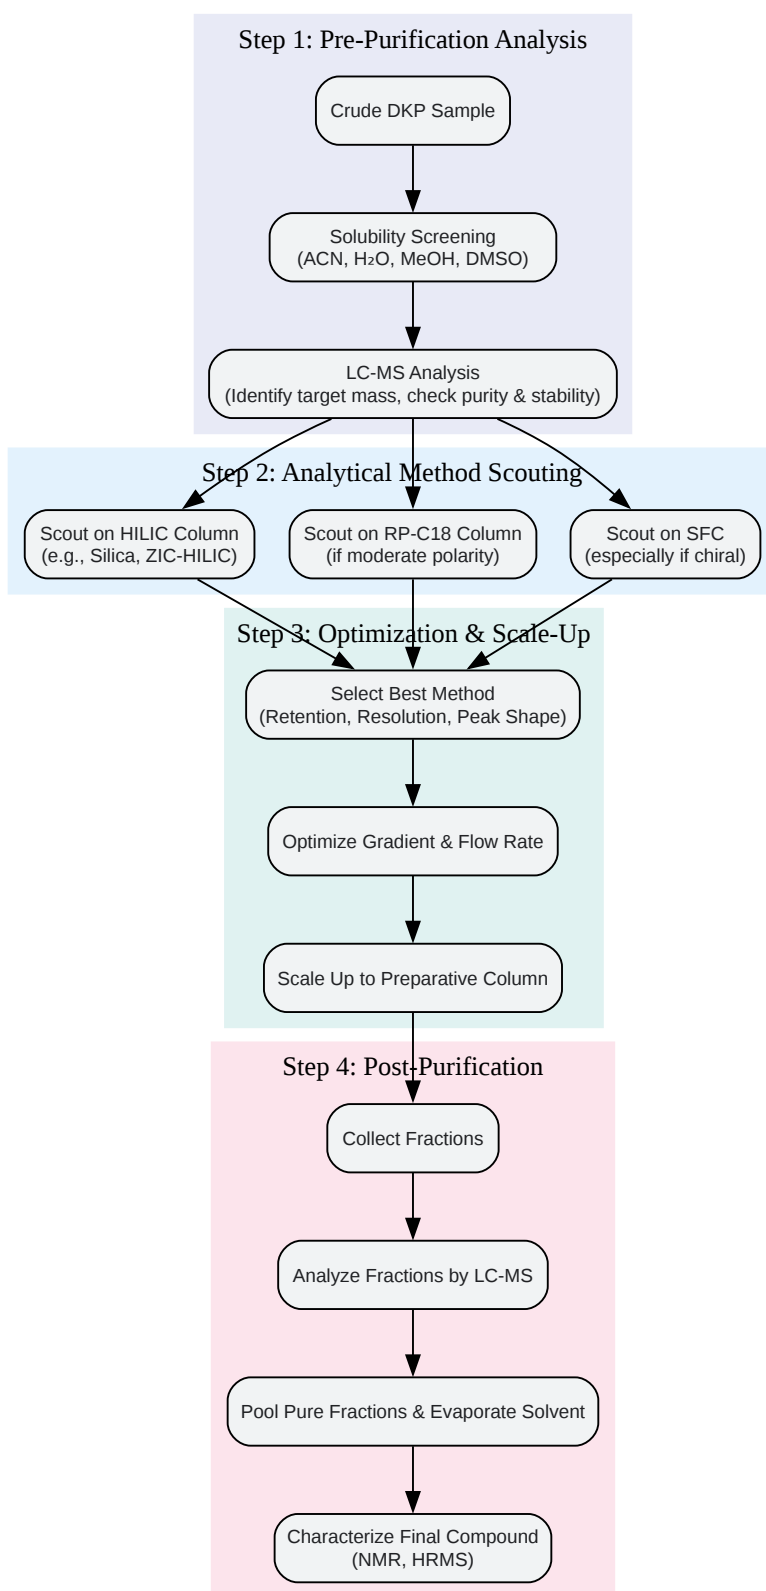 Step 1: Pre-Purification Analysis
Crude DKP Sample
Solubility Screening
(ACN, H₂O, MeOH, DMSO)
LC-MS Analysis
(Identify target mass, check purity & stability)
Step 2: Analytical Method Scouting
Scout on HILIC Column
(e.g., Silica, ZIC-HILIC)
Scout on RP-C18 Column
(if moderate polarity)
Scout on SFC
(especially if chiral)
Step 3: Optimization & Scale-Up
Select Best Method
(Retention, Resolution, Peak Shape)
Optimize Gradient & Flow Rate
Scale Up to Preparative Column
Step 4: Post-Purification
Collect Fractions
Analyze Fractions by LC-MS
Pool Pure Fractions & Evaporate Solvent
Characterize Final Compound
(NMR, HRMS)